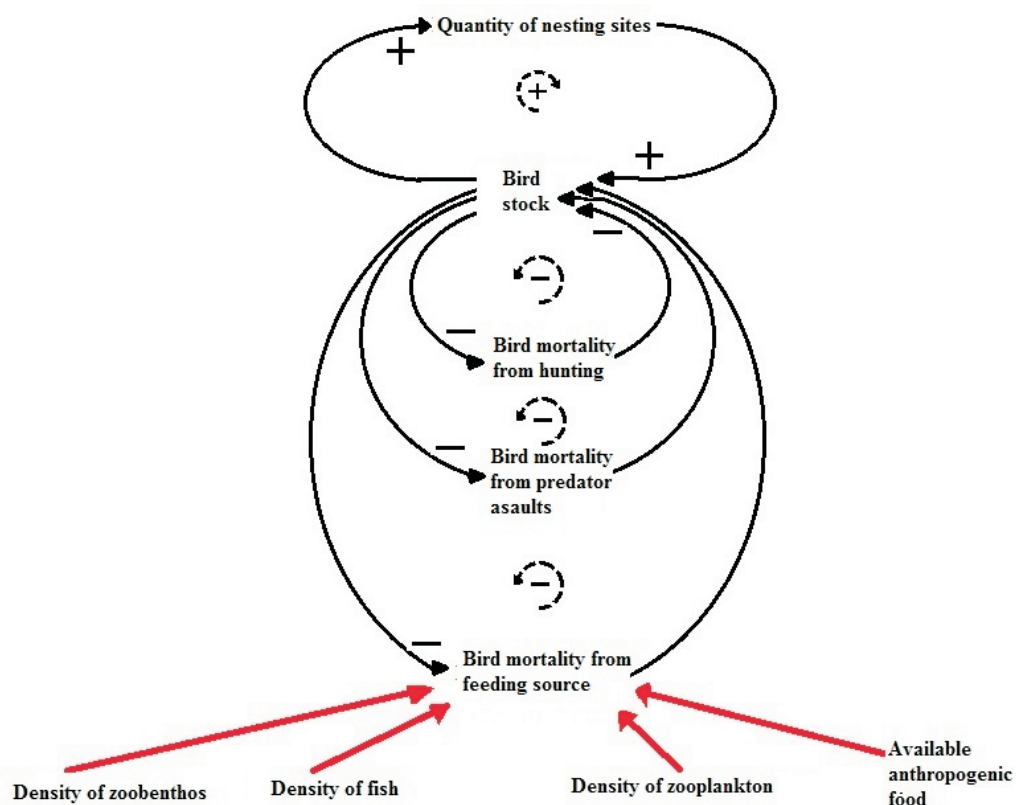 Quantity of nesting sites
+
+
+
Bird
stock
−
−
−
Bird mortality
from hunting
−
−
Bird mortality
from predator
asaults
−
−
Bird mortality from
feeding source
Density of zoobenthos
Density of fish
Density of zooplankton
Available
anthropogenic
food